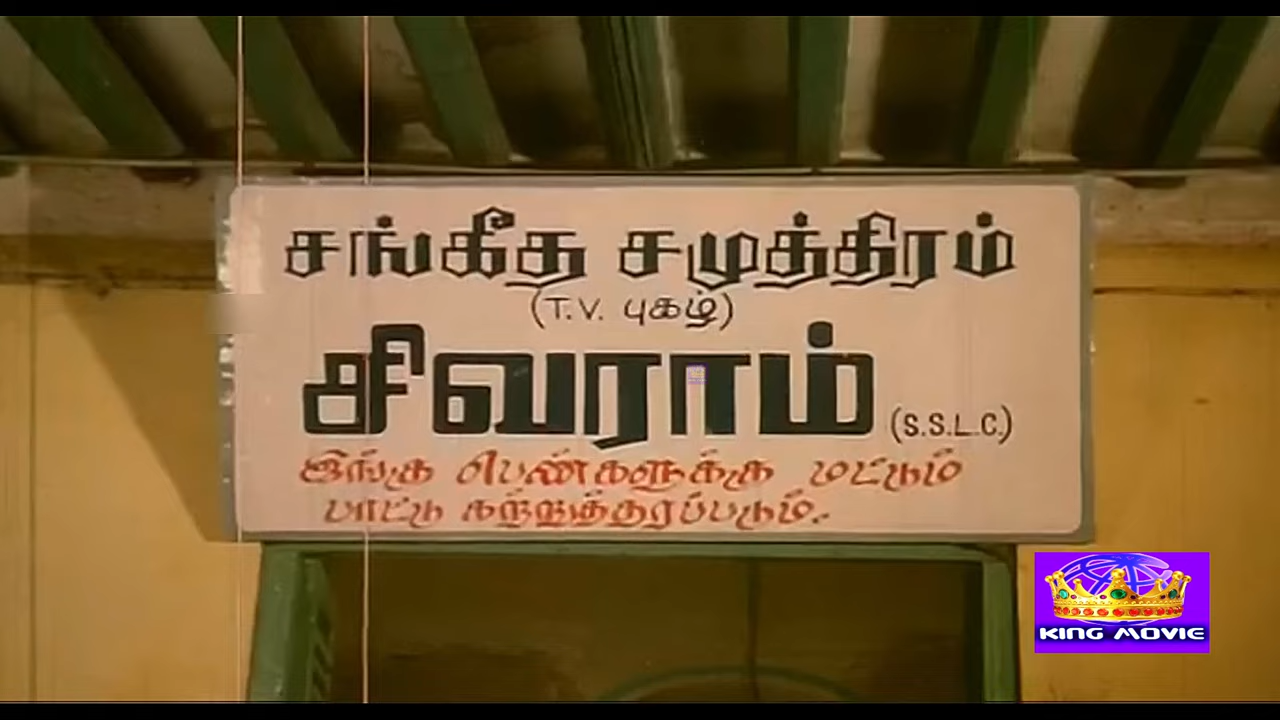 சங்கீத சமுத்திரம்
(T.V. புகழ்)
சிவராம் (S.S.L.C.)
இங்கு பெண்களுக்கு மட்டும்
பாட்டு கற்றுத்தரப்படும்.
KING MOVIE